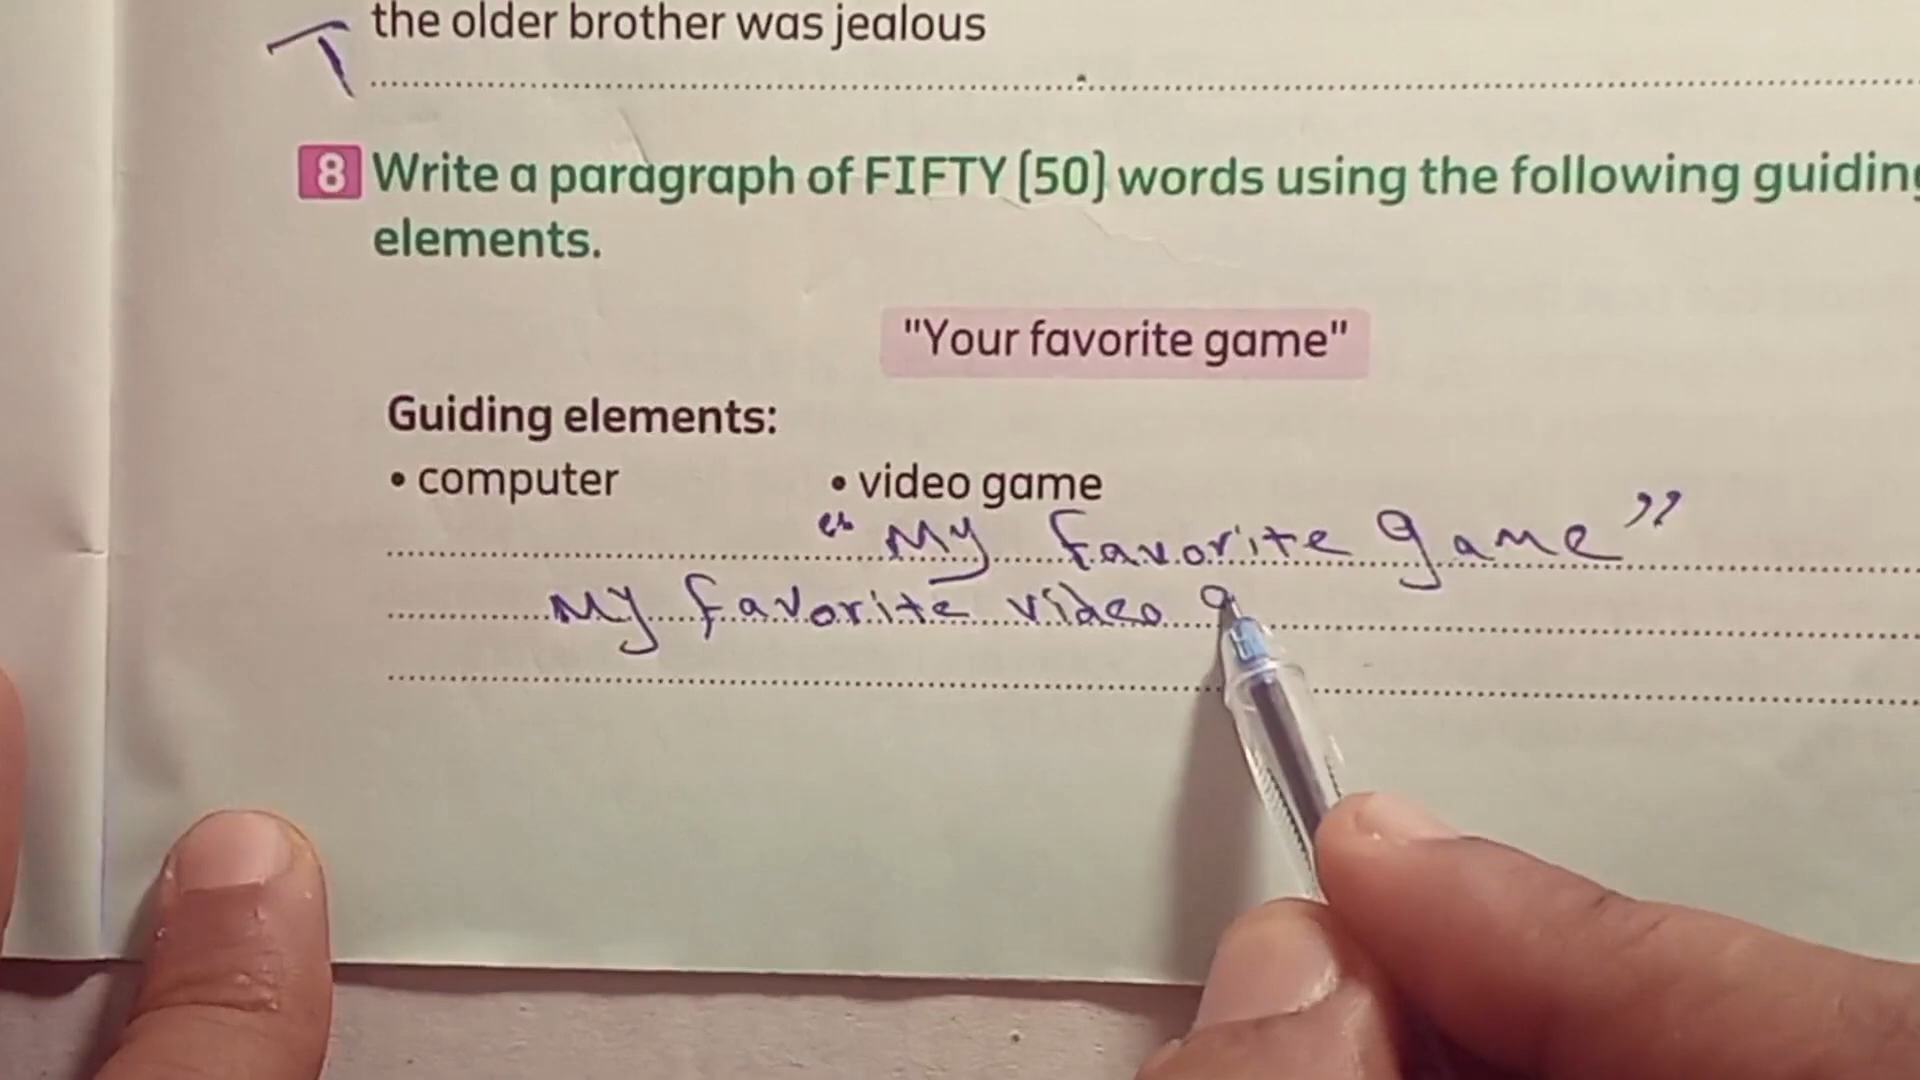 the older brother was jealous
8 Write a paragraph of FIFTY (50) words using the following guiding
elements.
"Your favorite game"
Guiding elements:
• computer • video game
" My favorite game "
My favorite video g